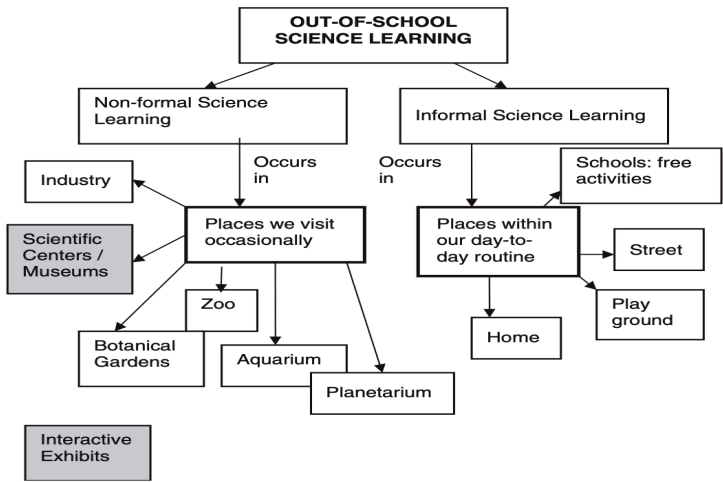 OUT-OF-SCHOOL
SCIENCE LEARNING
Non-formal Science
Learning
Informal Science Learning
Occurs
in
Occurs
in
Schools: free
activities
Industry
Places we visit
occasionally
Places within
our day-to-
day routine
Scientific
Centers /
Museums
Street
Zoo
Play
ground
Botanical
Gardens
Aquarium
Home
Planetarium
Interactive
Exhibits